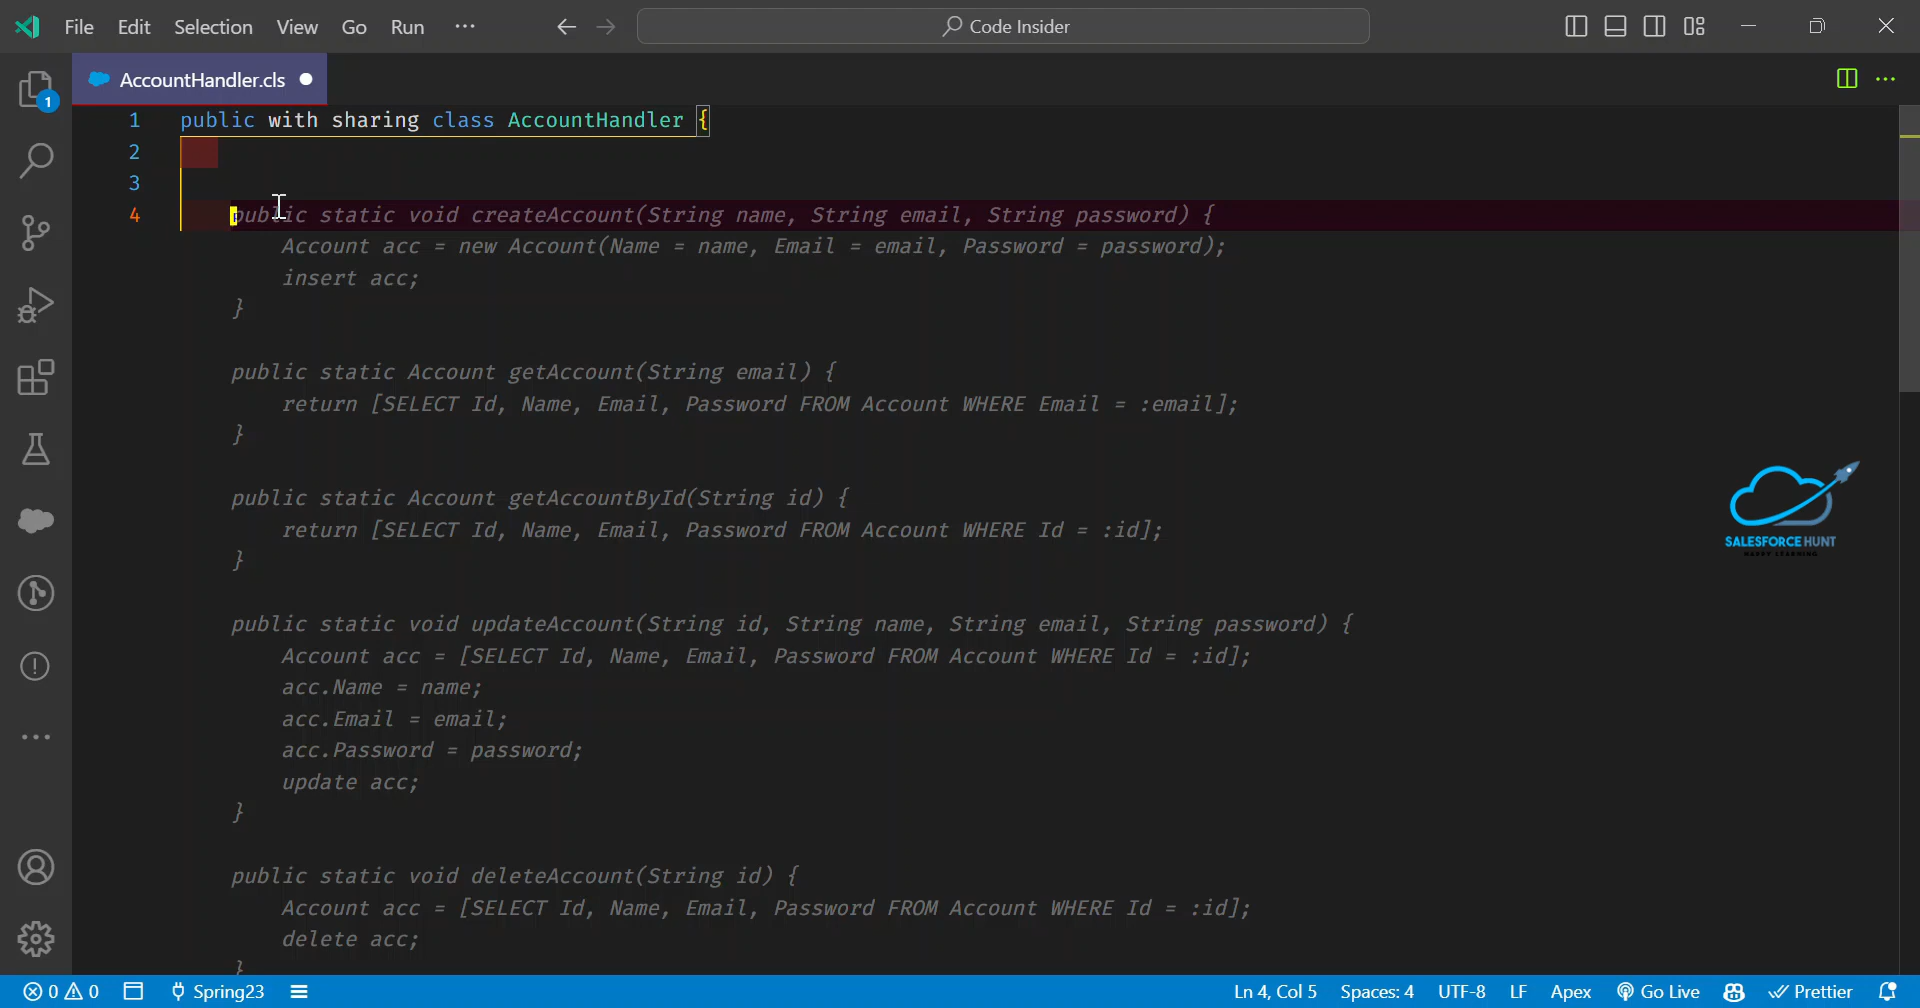 File Edit Selection View Go Run ··· Code Insider
1
AccountHandler.cls
1 public with sharing class AccountHandler {
2
3
4 public static void createAccount(String name, String email, String password) {
Account acc = new Account(Name = name, Email = email, Password = password);
insert acc;
}
public static Account getAccount(String email) {
return [SELECT Id, Name, Email, Password FROM Account WHERE Email = :email];
}
public static Account getAccountById(String id) {
return [SELECT Id, Name, Email, Password FROM Account WHERE Id = :id];
}
public static void updateAccount(String id, String name, String email, String password) {
Account acc = [SELECT Id, Name, Email, Password FROM Account WHERE Id = :id];
acc.Name = name;
acc.Email = email;
acc.Password = password;
update acc;
}
public static void deleteAccount(String id) {
Account acc = [SELECT Id, Name, Email, Password FROM Account WHERE Id = :id];
delete acc;
}
SALESFORCE HUNT
0 0 Spring23 Ln 4, Col 5 Spaces: 4 UTF-8 LF Apex Go Live Prettier